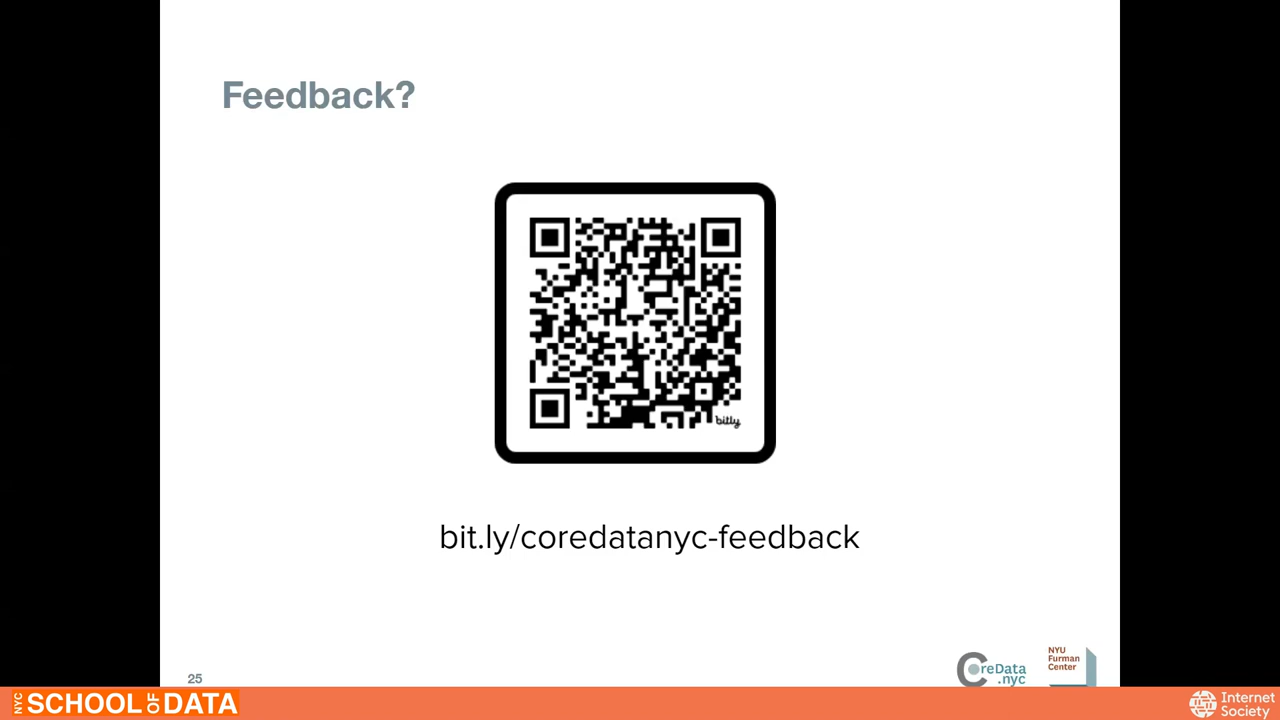 Feedback?
bitly
bit.ly/coredatanyc-feedback
25
CoreData
.nyc
NYU
Furman
Center
NYC SCHOOL OF DATA
Internet
Society